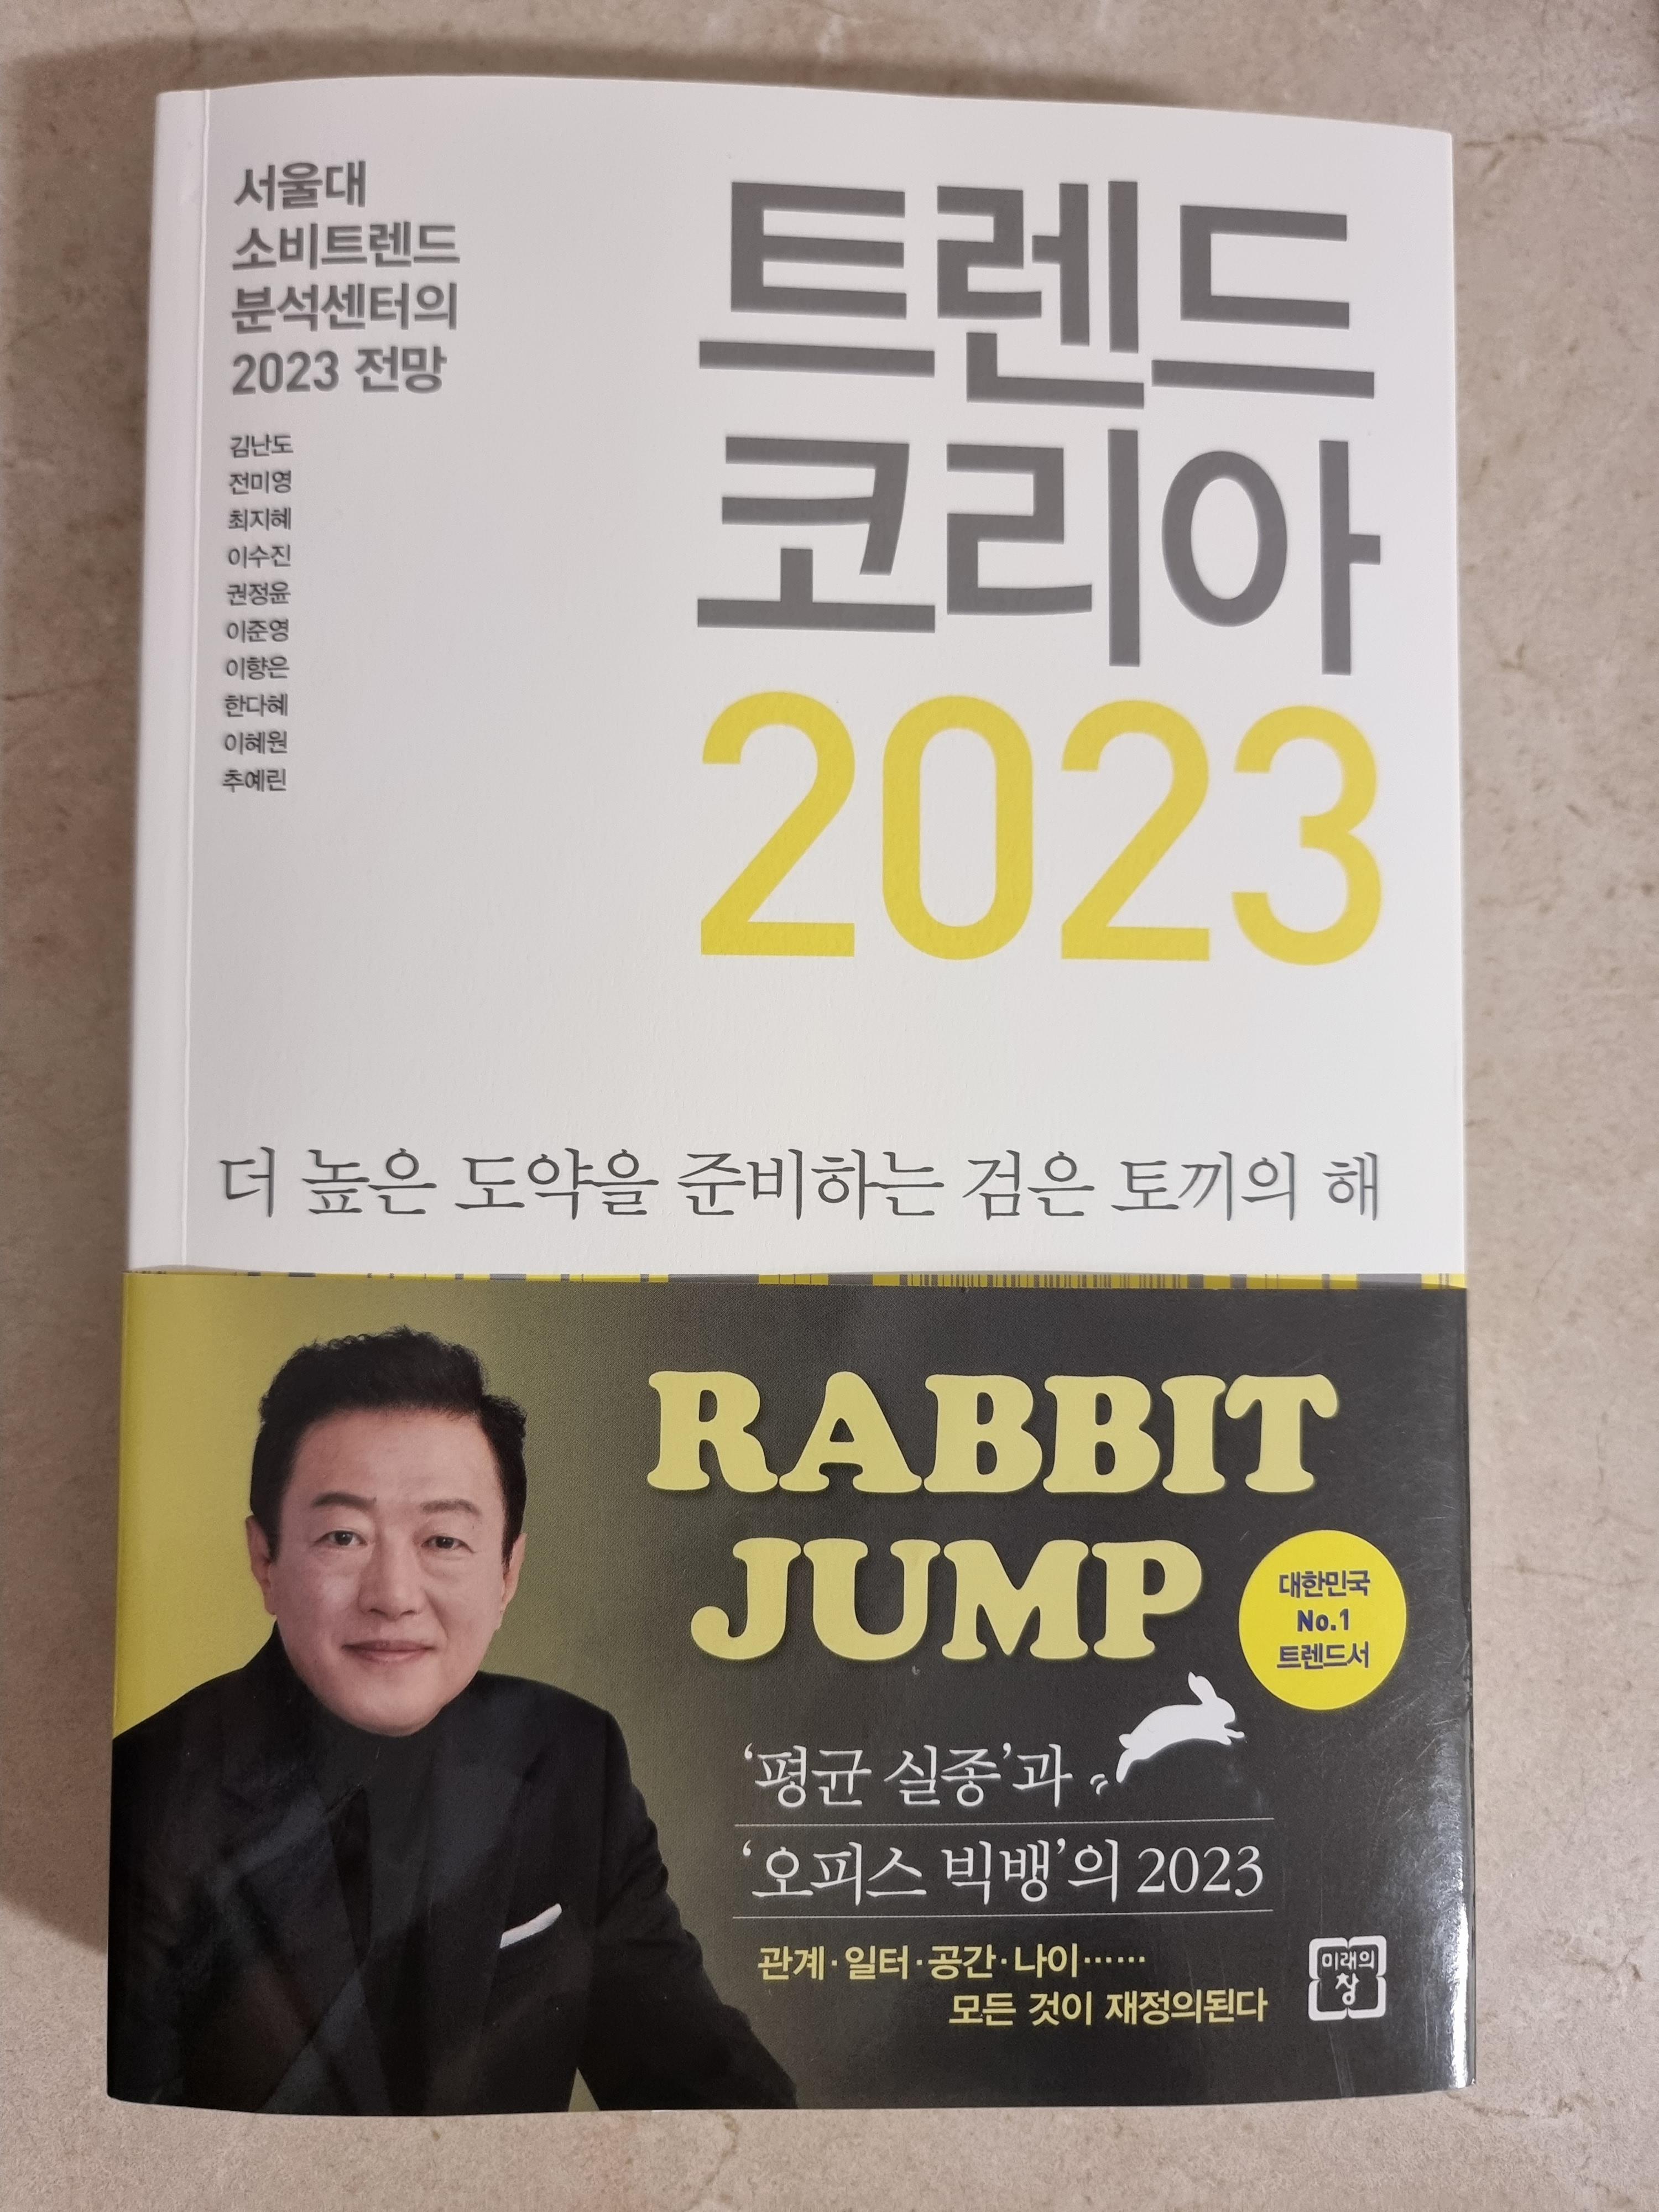 서울대
소비트렌드
분석센터의
2023 전망
김난도
전미영
최지혜
이수진
권정윤
이준영
이향은
한다혜
이혜원
추예린
트렌드
코리아
2023
더 높은 도약을 준비하는 검은 토끼의 해
RABBIT
JUMP
대한민국
No.1
트렌드서
‘평균 실종’과
‘오피스 빅뱅’의 2023
관계·일터·공간·나이……
모든 것이 재정의된다
미래의
창